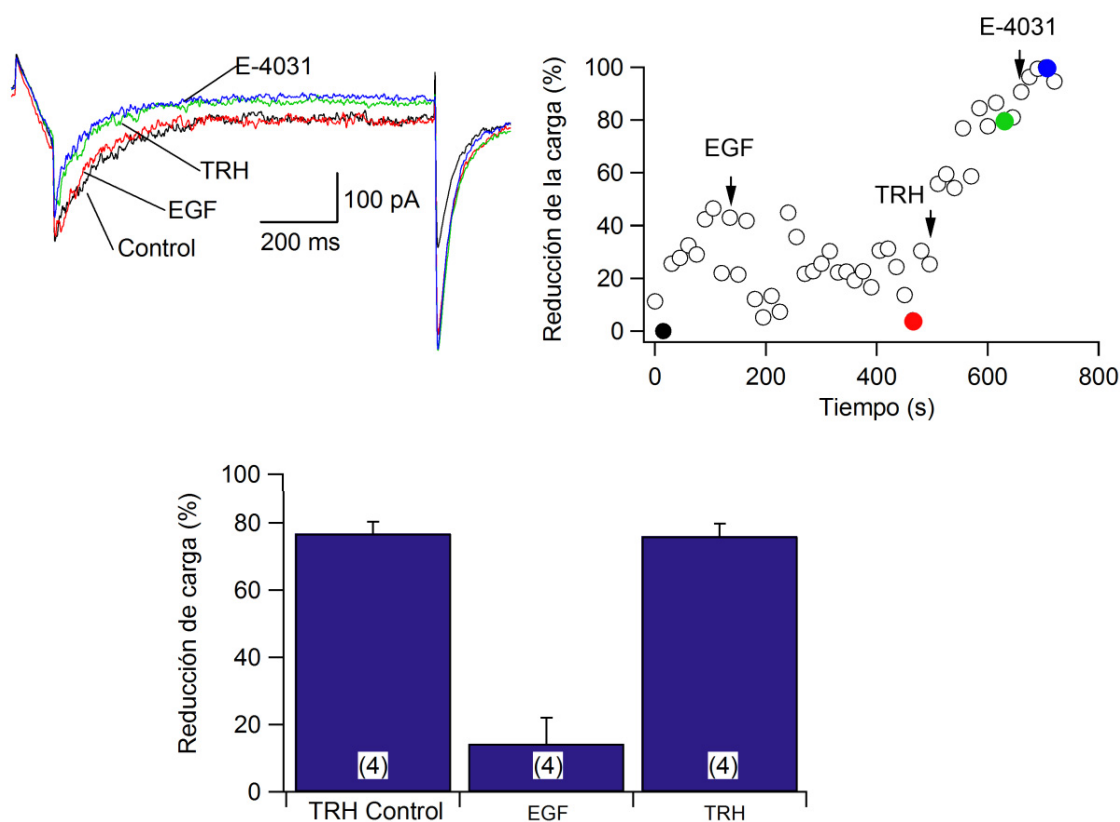 E-4031
TRH
EGF
Control
100 pA
200 ms
Reducción de la carga (%)
100
80
60
40
20
0
E-4031
EGF
TRH
0
200
400
600
800
Tiempo (s)
Reducción de carga (%)
100
80
60
40
20
0
(4)
(4)
(4)
TRH Control
EGF
TRH